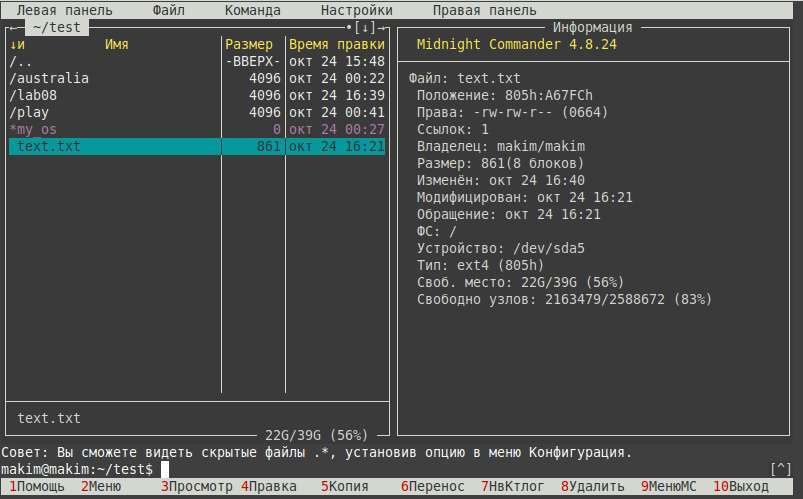 Левая панель Файл Команда Настройки Правая панель
←  ~/test  •[↓]→
↓и Имя Размер Время правки
/.. -ВВЕРХ- окт 24 15:48
/australia 4096 окт 24 00:22
/lab08 4096 окт 24 16:39
/play 4096 окт 24 00:41
*my_os 0 окт 24 00:27
text.txt 861 окт 24 16:21
text.txt
22G/39G (56%)
Информация
Midnight Commander 4.8.24
Файл: text.txt
Положение: 805h:A67FCh
Права: -rw-rw-r-- (0664)
Ссылок: 1
Владелец: makim/makim
Размер: 861(8 блоков)
Изменён: окт 24 16:40
Модифицирован: окт 24 16:21
Обращение: окт 24 16:21
ФС: /
Устройство: /dev/sda5
Тип: ext4 (805h)
Своб. место: 22G/39G (56%)
Свободно узлов: 2163479/2588672 (83%)
Совет: Вы сможете видеть скрытые файлы .*, установив опцию в меню Конфигурация.
makim@makim:~/test$ [^]
1Помощь 2Меню 3Просмотр 4Правка 5Копия 6Перенос 7НвКтлог 8Удалить 9МенюМС 10Выход